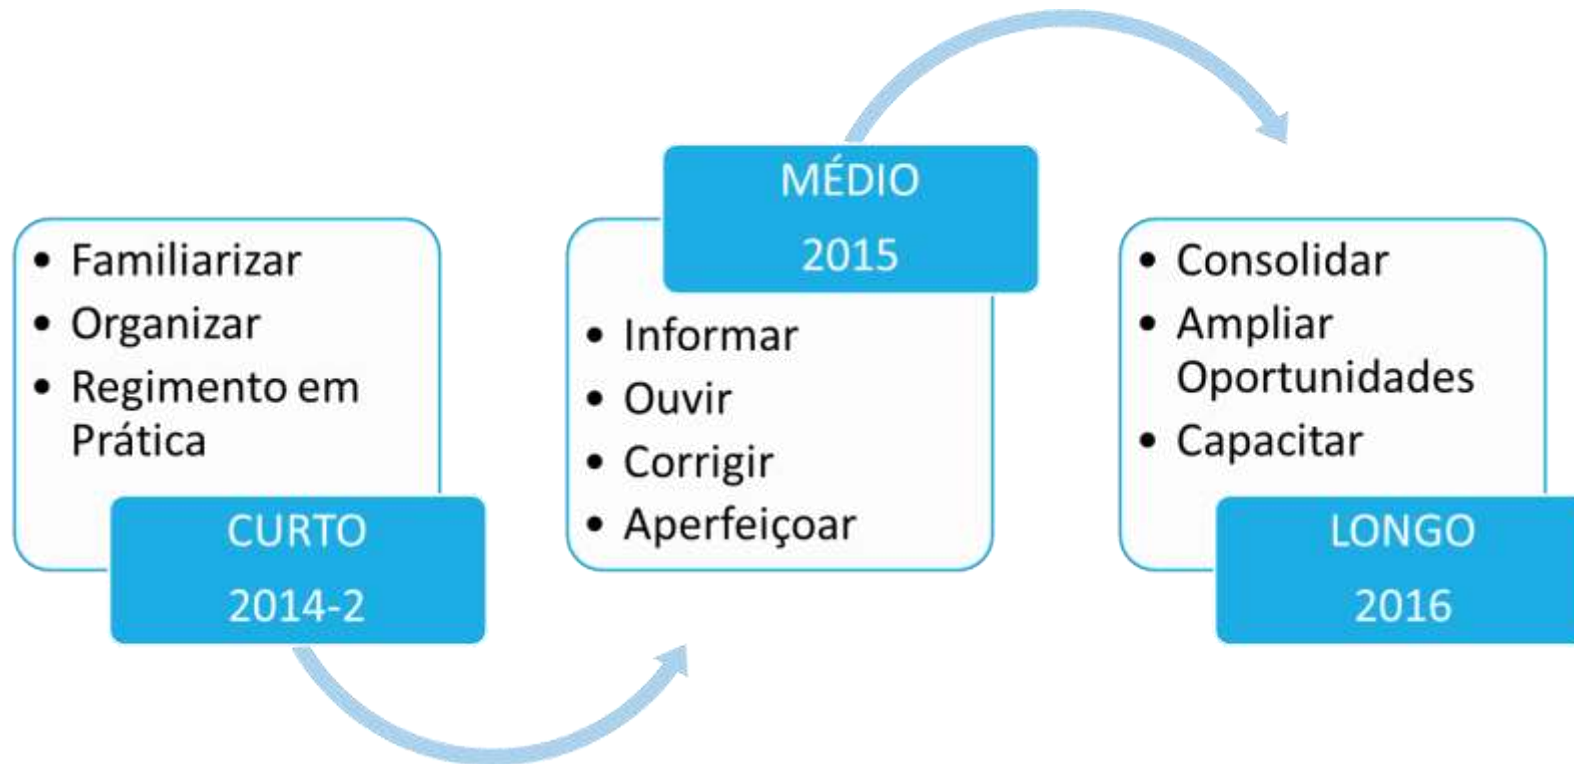 • Familiarizar
• Organizar
• Regimento em
Prática
CURTO
2014-2
MÉDIO
2015
• Informar
• Ouvir
• Corrigir
• Aperfeiçoar
• Consolidar
• Ampliar
Oportunidades
• Capacitar
LONGO
2016